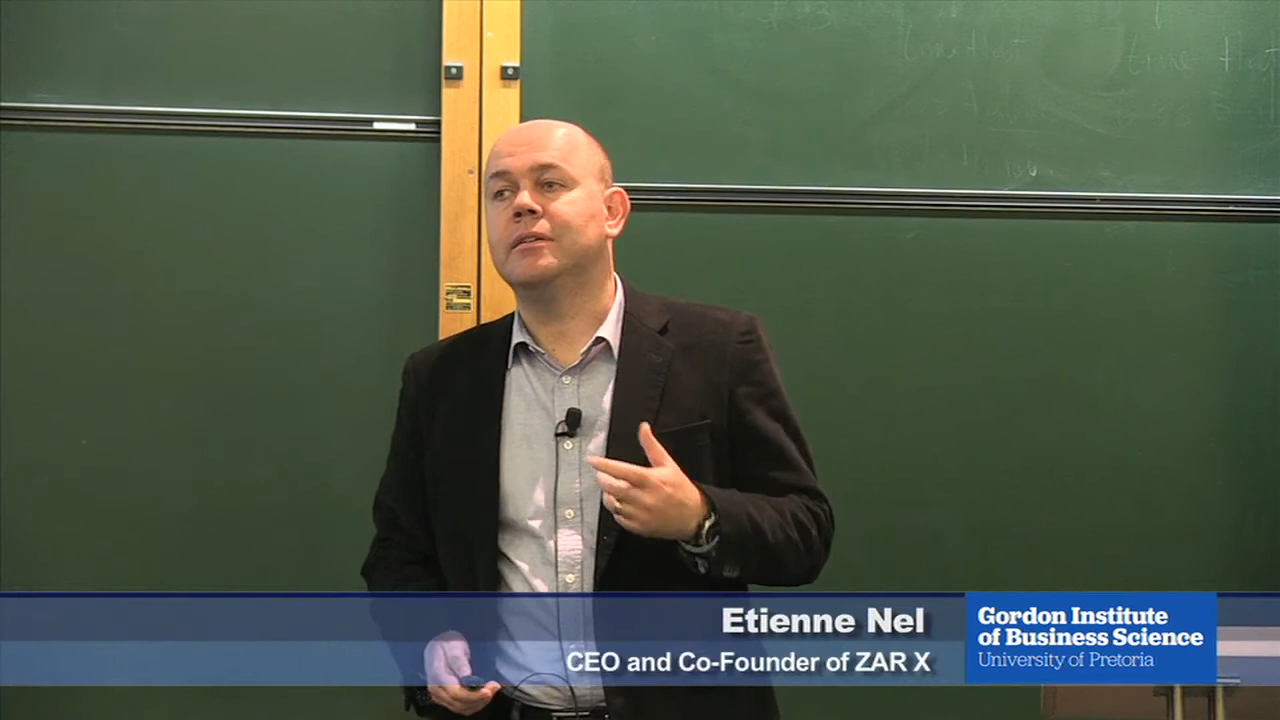 Etienne Nel
CEO and Co-Founder of ZAR X
Gordon Institute
of Business Science
University of Pretoria